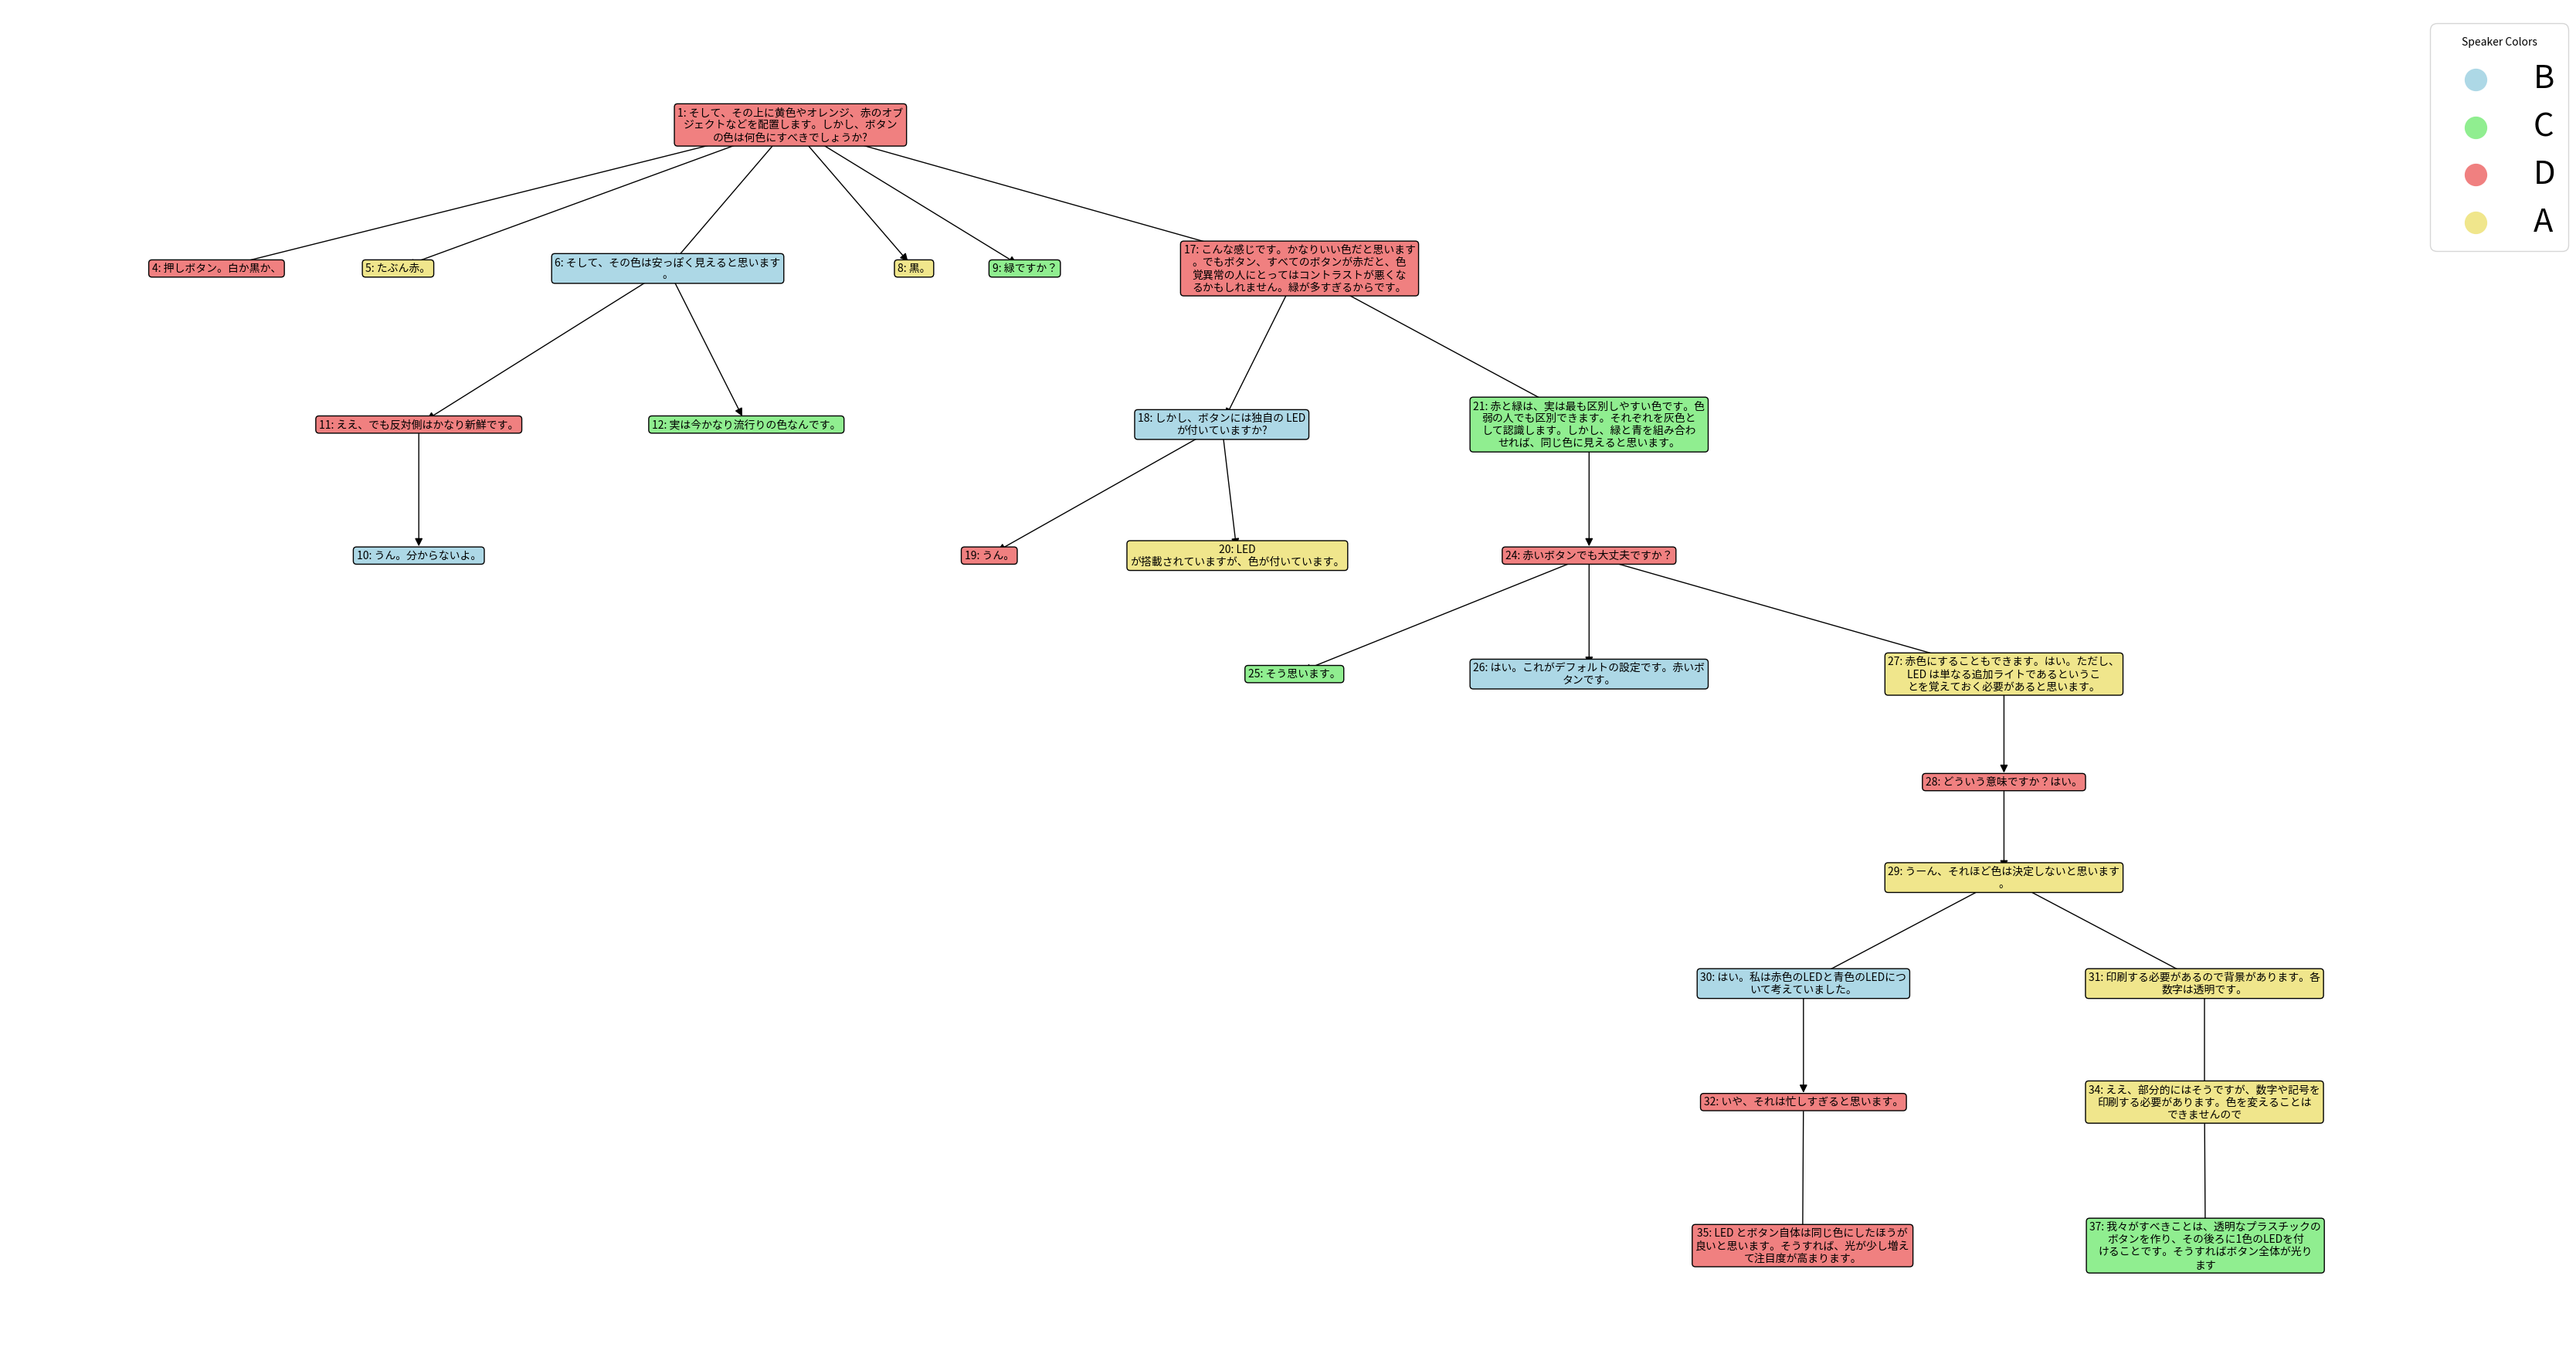 Speaker Colors
B
C
D
A
1: そして、その上に黄色やオレンジ、赤のオブ
ジェクトなどを配置します。しかし、ボタン
の色は何色にすべきでしょうか?
4: 押しボタン。白か黒か、
5: たぶん赤。
6: そして、その色は安っぽく見えると思います
。
8: 黒。
9: 緑ですか？
17: こんな感じです。かなりいい色だと思います
。でもボタン、すべてのボタンが赤だと、色
覚異常の人にとってはコントラストが悪くな
るかもしれません。緑が多すぎるからです。
11: ええ、でも反対側はかなり新鮮です。
12: 実は今かなり流行りの色なんです。
18: しかし、ボタンには独自の LED
が付いていますか?
21: 赤と緑は、実は最も区別しやすい色です。色
弱の人でも区別できます。それぞれを灰色と
して認識します。しかし、緑と青を組み合わ
せれば、同じ色に見えると思います。
10: うん。分からないよ。
19: うん。
20: LED
が搭載されていますが、色が付いています。
24: 赤いボタンでも大丈夫ですか？
25: そう思います。
26: はい。これがデフォルトの設定です。赤いボ
タンです。
27: 赤色にすることもできます。はい。ただし、
LED は単なる追加ライトであるというこ
とを覚えておく必要があると思います。
28: どういう意味ですか？はい。
29: うーん、それほど色は決定しないと思います
。
30: はい。私は赤色のLEDと青色のLEDにつ
いて考えていました。
31: 印刷する必要があるので背景があります。各
数字は透明です。
32: いや、それは忙しすぎると思います。
34: ええ、部分的にはそうですが、数字や記号を
印刷する必要があります。色を変えることは
できませんので
35: LED とボタン自体は同じ色にしたほうが
良いと思います。そうすれば、光が少し増え
て注目度が高まります。
37: 我々がすべきことは、透明なプラスチックの
ボタンを作り、その後ろに1色のLEDを付
けることです。そうすればボタン全体が光り
ます